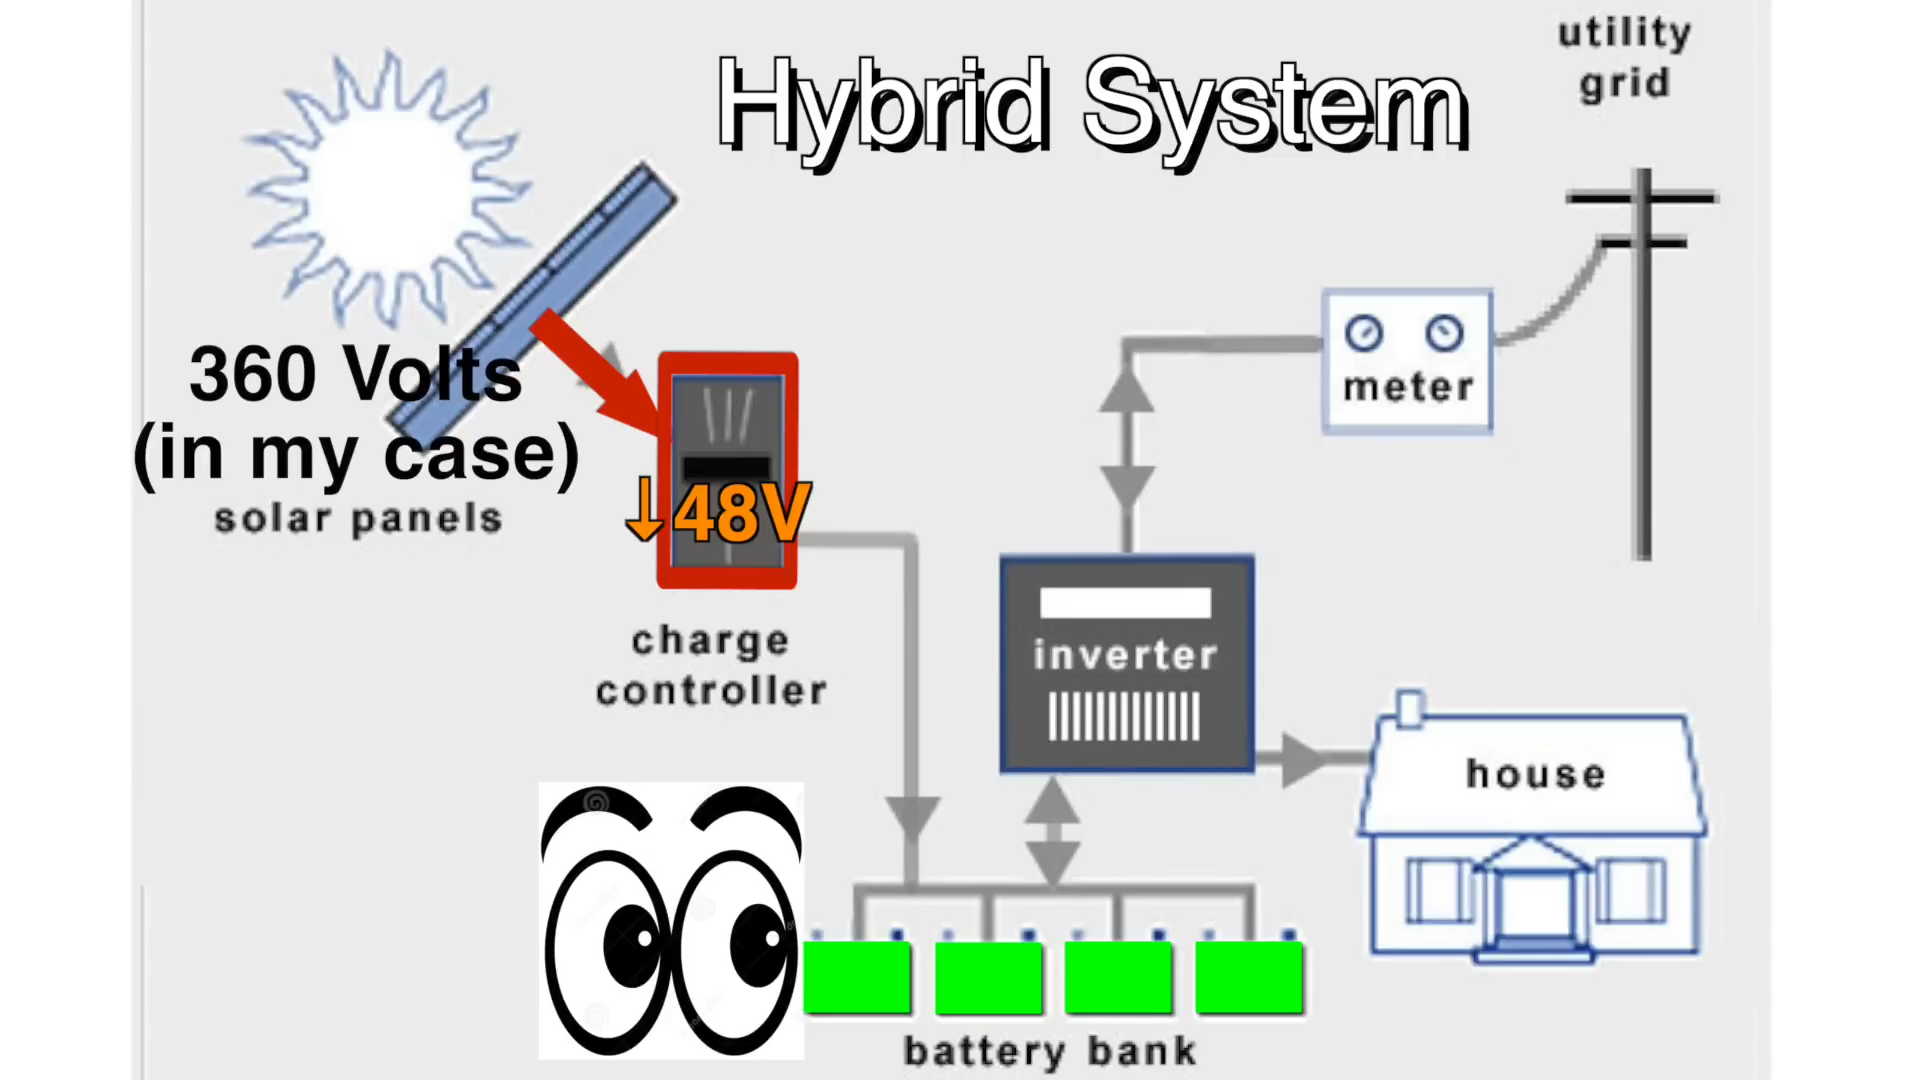 Hybrid System
utility
grid
360 Volts
(in my case)
solar panels
↓48V
charge
controller
meter
inverter
house
battery bank